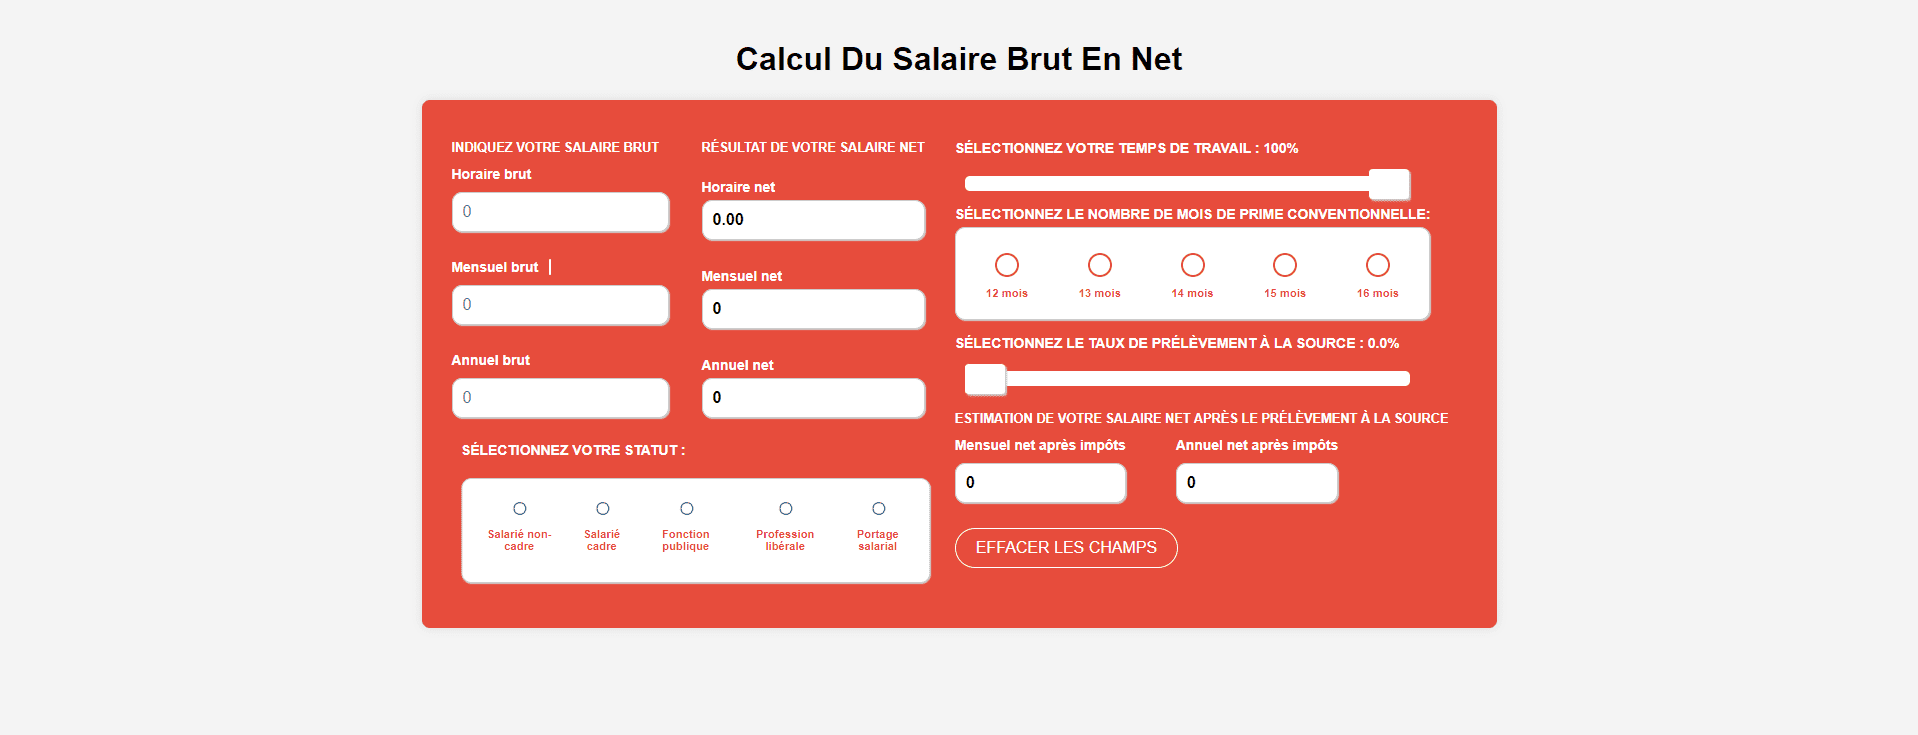 Calcul Du Salaire Brut En Net
INDIQUEZ VOTRE SALAIRE BRUT
Horaire brut
0
Mensuel brut
0
Annuel brut
0
RÉSULTAT DE VOTRE SALAIRE NET
Horaire net
0.00
Mensuel net
0
Annuel net
0
SÉLECTIONNEZ VOTRE STATUT :
Salarié non-
cadre
Salarié
cadre
Fonction
publique
Profession
libérale
Portage
salarial
SÉLECTIONNEZ VOTRE TEMPS DE TRAVAIL : 100%
SÉLECTIONNEZ LE NOMBRE DE MOIS DE PRIME CONVENTIONNELLE:
12 mois 13 mois 14 mois 15 mois 16 mois
SÉLECTIONNEZ LE TAUX DE PRÉLÈVEMENT À LA SOURCE : 0.0%
ESTIMATION DE VOTRE SALAIRE NET APRÈS LE PRÉLÈVEMENT À LA SOURCE
Mensuel net après impôts
0
Annuel net après impôts
0
EFFACER LES CHAMPS